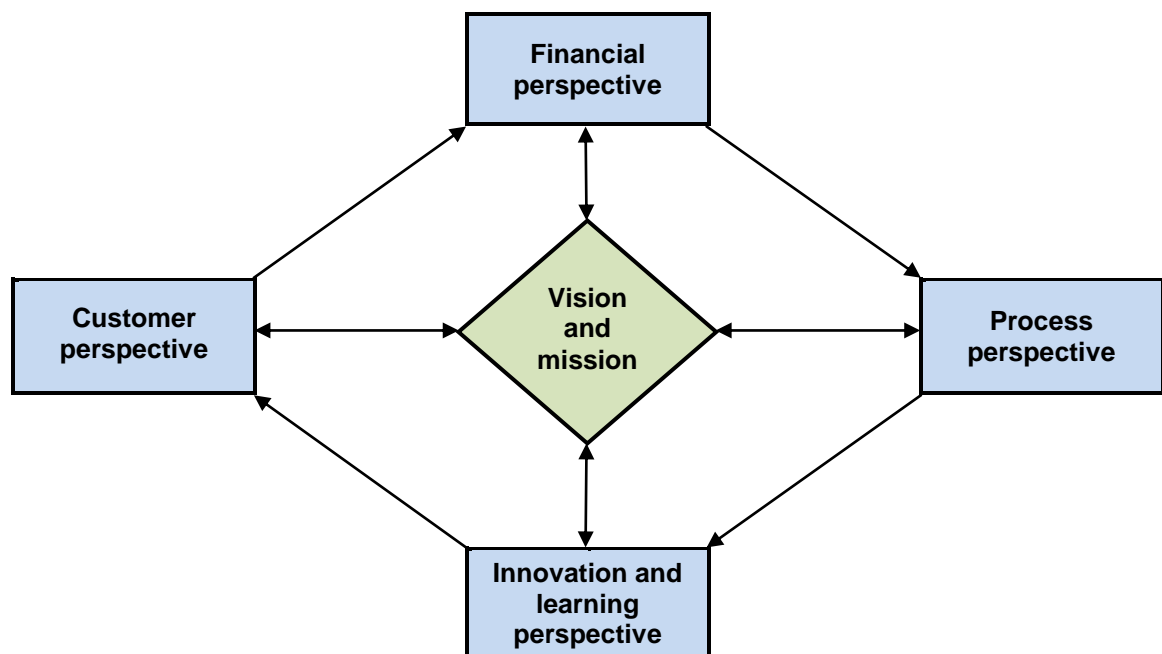 Financial
perspective
Customer
perspective
Vision
and
mission
Process
perspective
Innovation and
learning
perspective